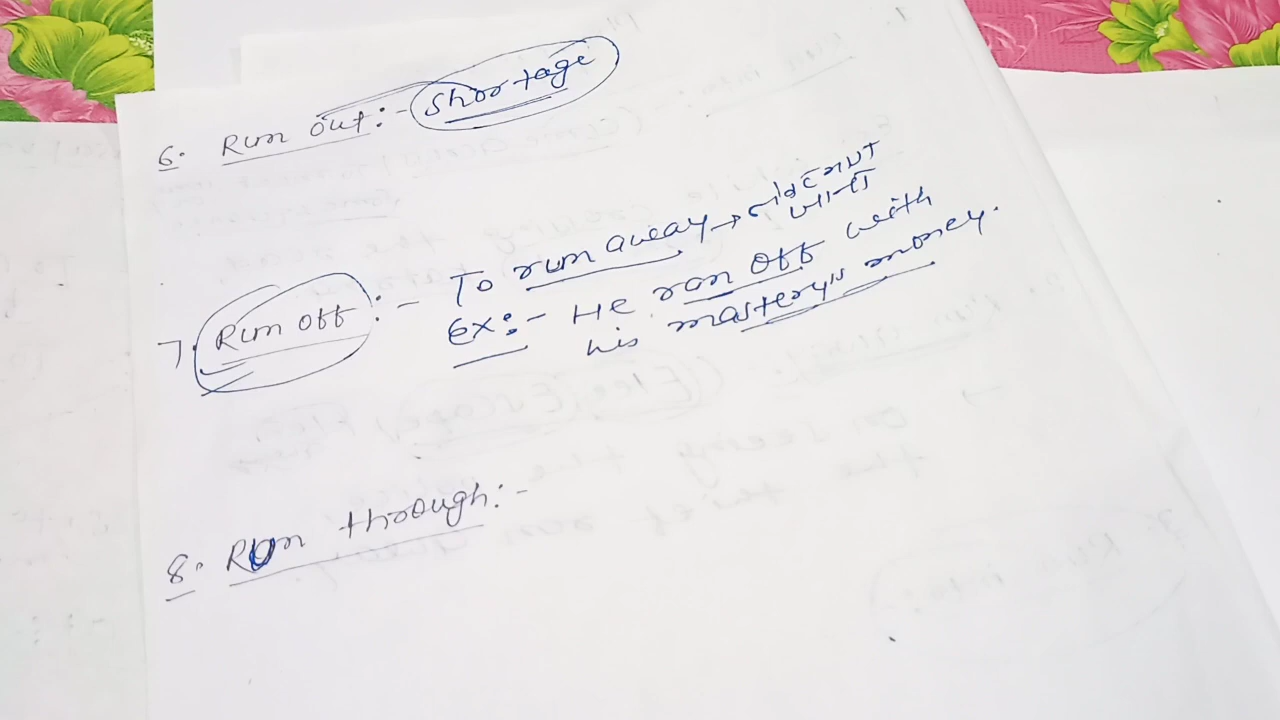 6. Run out:- Shortage
7. Run off:- To run away→
ex:- He ran off with
his mastery's money.
8. Run through:-